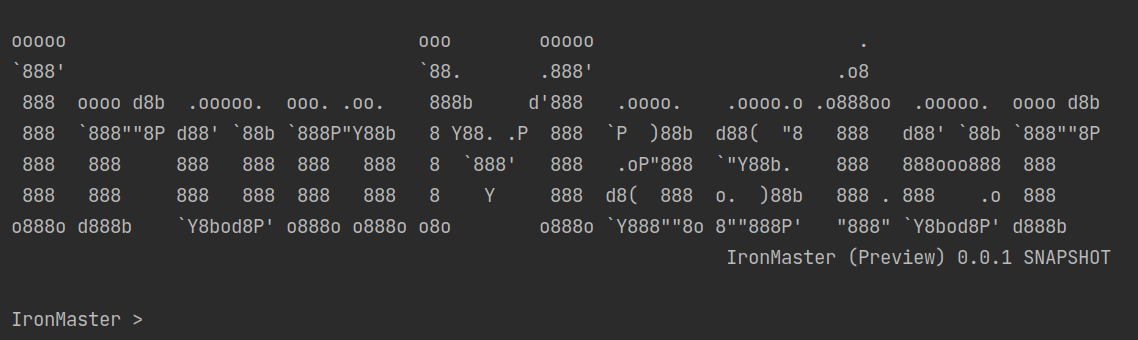 ooooo                                ooo        ooooo                        .
`888'                                `88.       .888'                      .o8
 888  oooo d8b  .ooooo.  ooo. .oo.    888b     d'888   .oooo.    .oooo.o .o888oo  .ooooo.  oooo d8b
 888  `888""8P d88' `88b `888P"Y88b   8 Y88. .P  888  `P  )88b  d88(  "8   888   d88' `88b `888""8P
 888   888     888   888  888   888   8  `888'   888   .oP"888  `"Y88b.    888   888ooo888  888
 888   888     888   888  888   888   8    Y     888  d8(  888  o.  )88b   888 . 888    .o  888
o888o d888b    `Y8bod8P' o888o o888o o8o        o888o `Y888""8o 8""888P'   "888" `Y8bod8P' d888b
IronMaster (Preview) 0.0.1 SNAPSHOT
IronMaster >